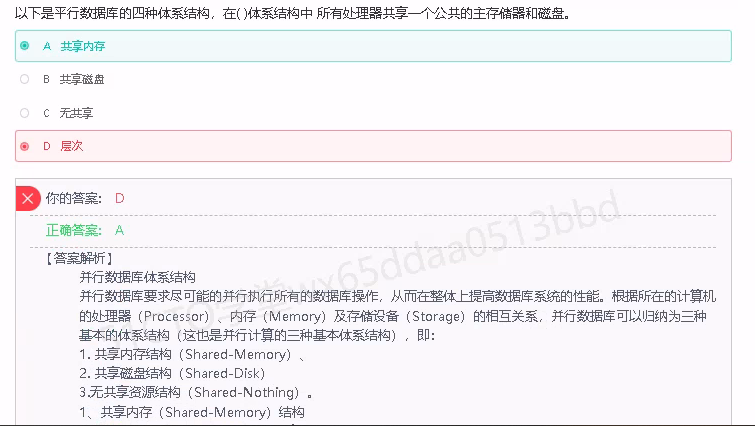 以下是平行数据库的四种体系结构，在( )体系结构中 所有处理器共享一个公共的主存储器和磁盘。
A 共享内存
B 共享磁盘
C 无共享
D 层次
你的答案： D
正确答案： A
【答案解析】
并行数据库体系结构
并行数据库要求尽可能的并行执行所有的数据库操作，从而在整体上提高数据库系统的性能。根据所在的计算机
的处理器（Processor）、内存（Memory）及存储设备（Storage）的相互关系，并行数据库可以归纳为三种
基本的体系结构（这也是并行计算的三种基本体系结构），即：
1. 共享内存结构（Shared-Memory）、
2. 共享磁盘结构（Shared-Disk）
3.无共享资源结构（Shared-Nothing）。
1、共享内存（Shared-Memory）结构
wx65ddaa0513bbd